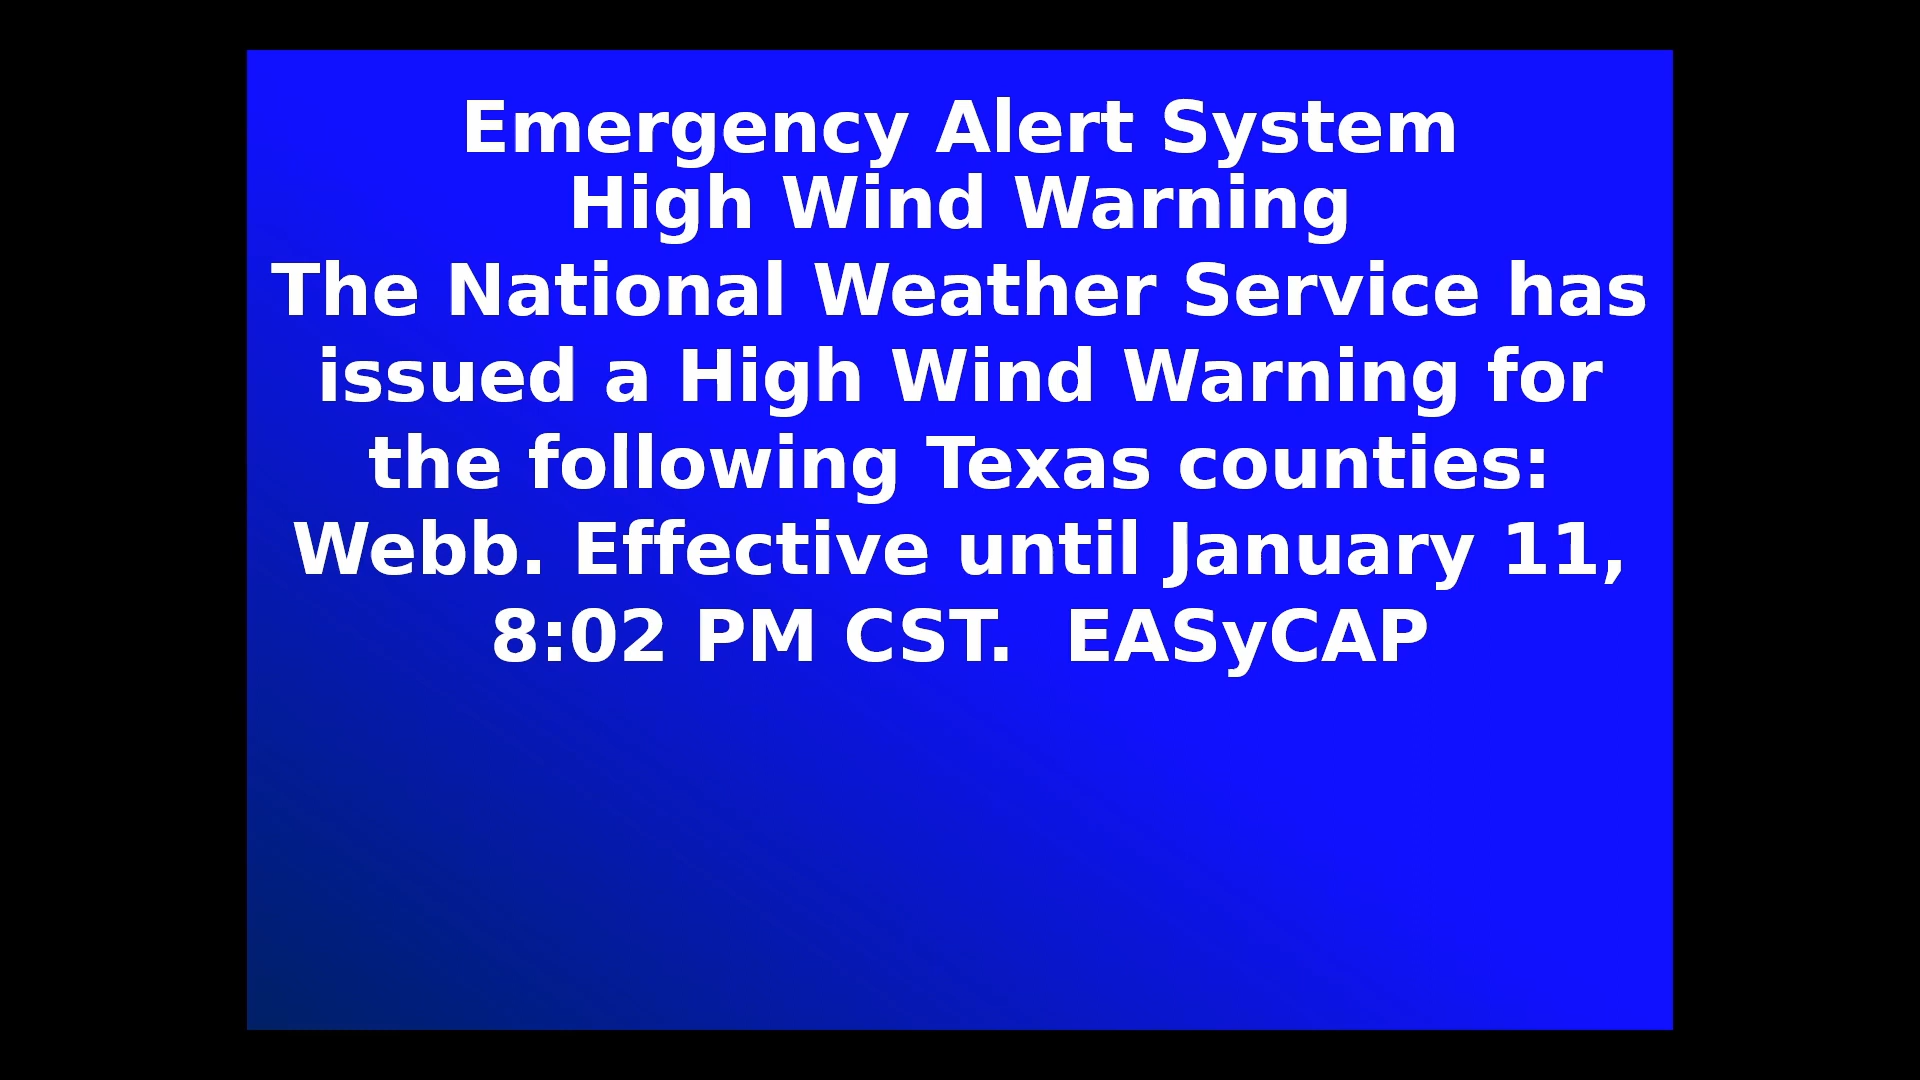 Emergency Alert System
High Wind Warning
The National Weather Service has
issued a High Wind Warning for
the following Texas counties:
Webb. Effective until January 11,
8:02 PM CST.  EASyCAP